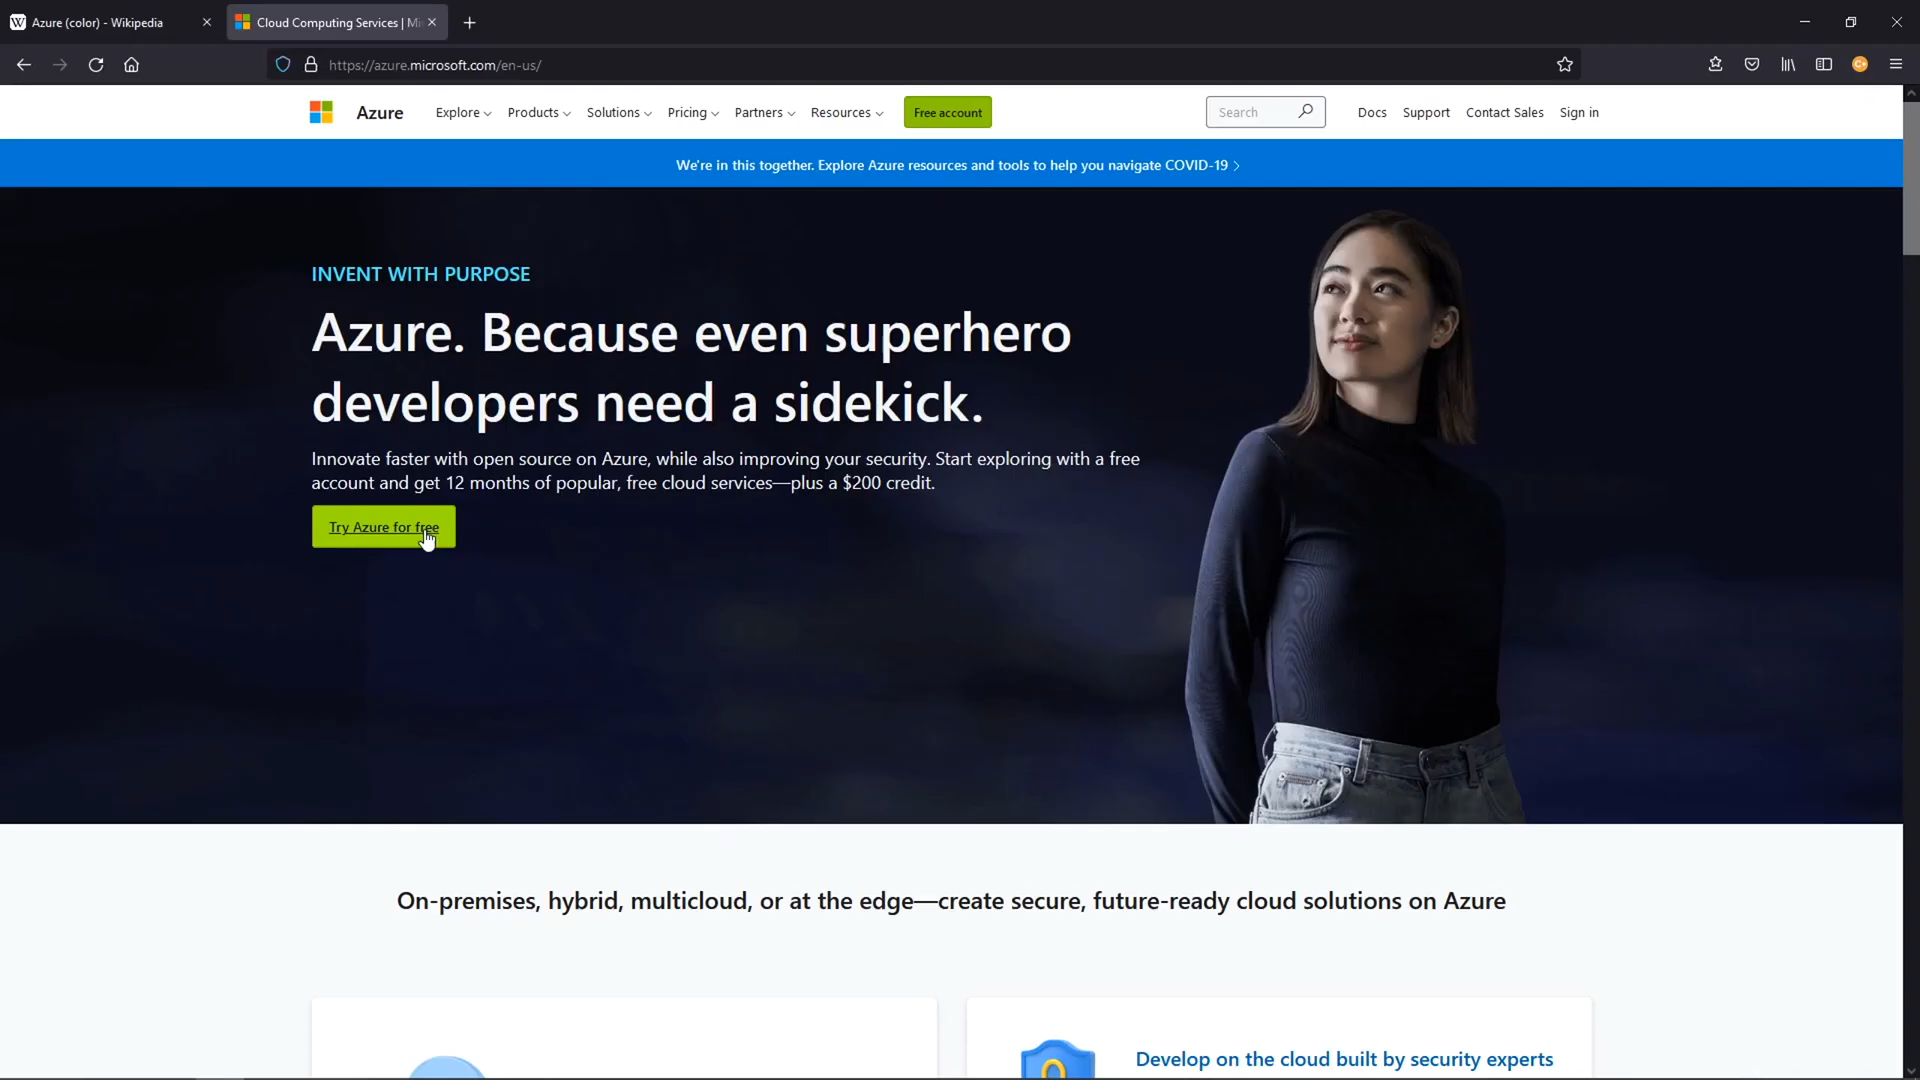 Azure (color) - Wikipedia
Cloud Computing Services | Mi
https://azure.microsoft.com/en-us/
Azure Explore Products Solutions Pricing Partners Resources Free account Search Docs Support Contact Sales Sign in
We're in this together. Explore Azure resources and tools to help you navigate COVID-19 >
INVENT WITH PURPOSE
Azure. Because even superhero
developers need a sidekick.
Innovate faster with open source on Azure, while also improving your security. Start exploring with a free
account and get 12 months of popular, free cloud services—plus a $200 credit.
Try Azure for free
On-premises, hybrid, multicloud, or at the edge—create secure, future-ready cloud solutions on Azure
Develop on the cloud built by security experts